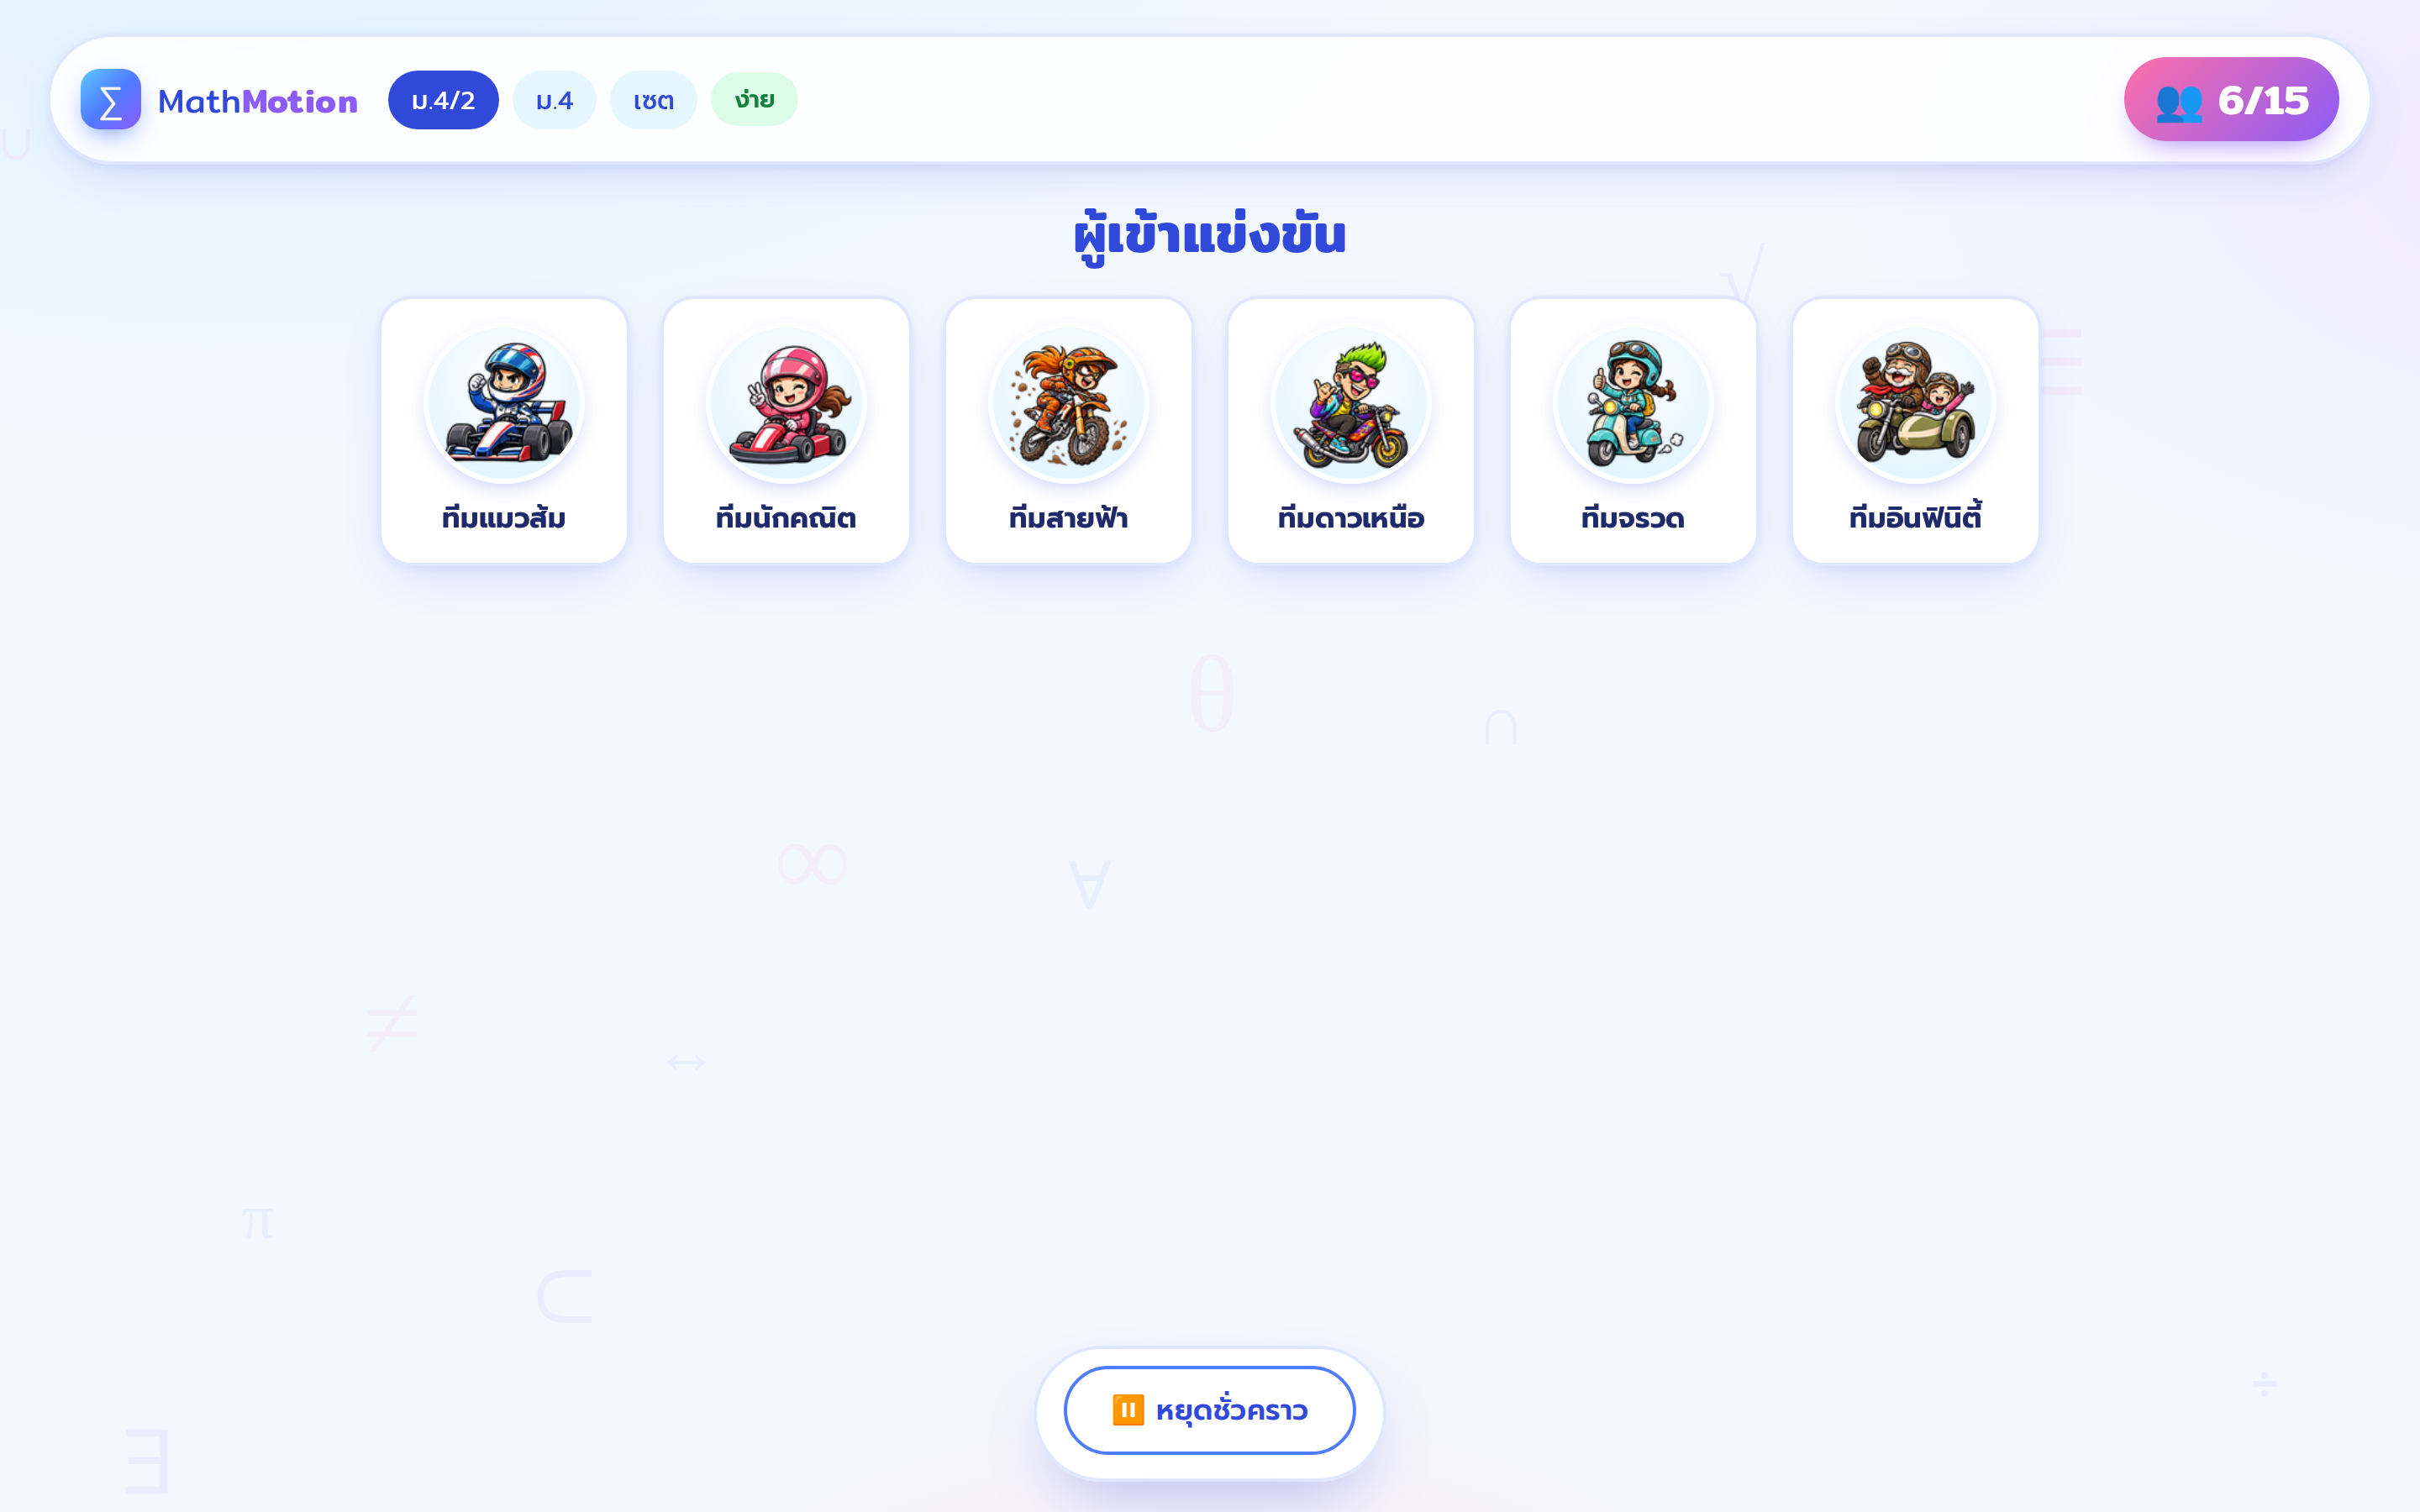 ∑ MathMotion ม.4/2 ม.4 เซต ง่าย 👥 6/15
ผู้เข้าแข่งขัน
ทีมแมวส้ม ทีมนักคณิต ทีมสายฟ้า ทีมดาวเหนือ ทีมจรวด ทีมอินฟินิตี้
⏸ หยุดชั่วคราว